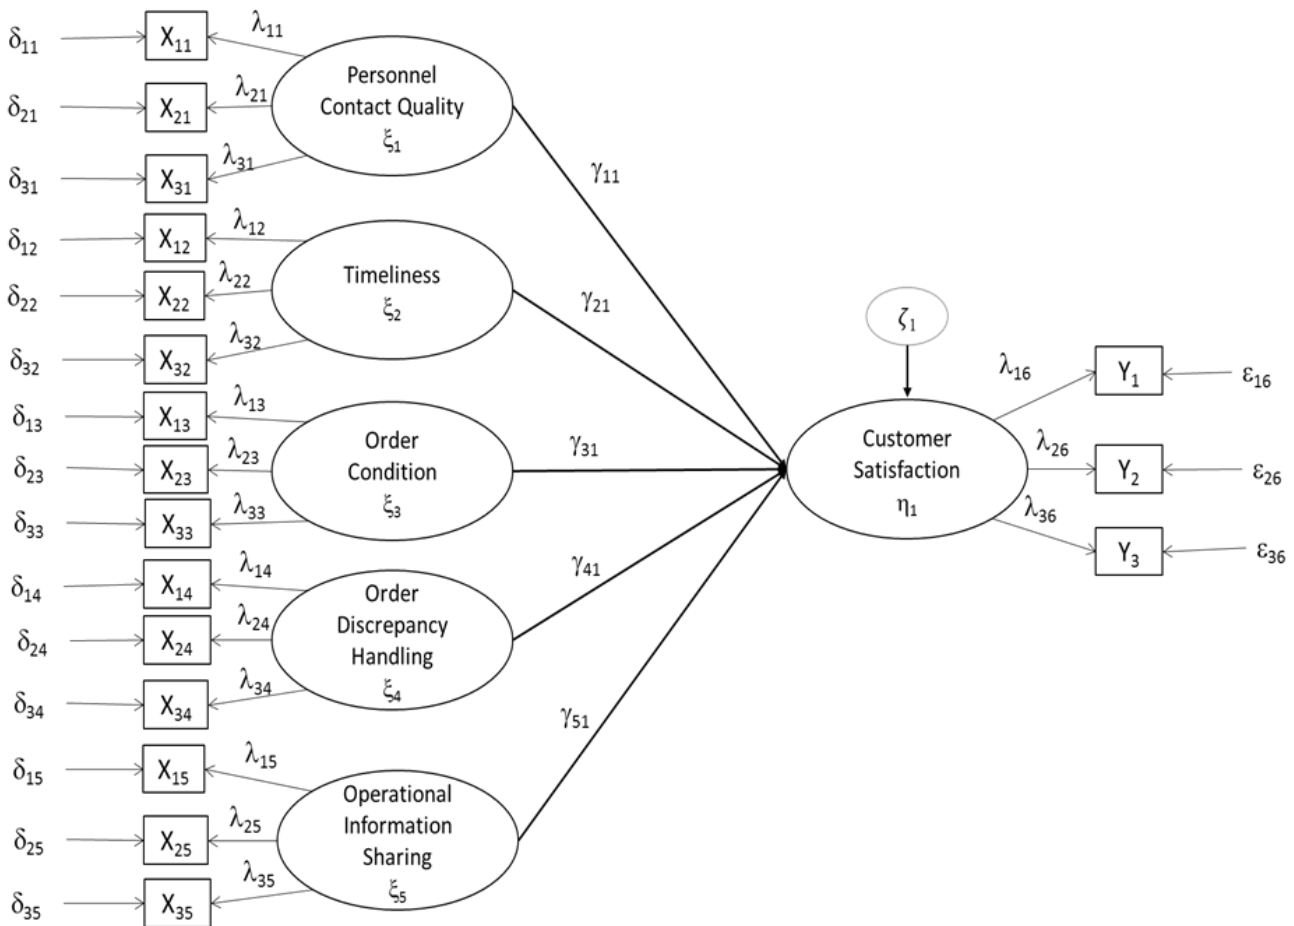 δ11 X11 λ11
δ21 X21 λ21
δ31 X31 λ31
Personnel
Contact Quality
ξ1
γ11
δ12 X12 λ12
δ22 X22 λ22
δ32 X32 λ32
Timeliness
ξ2
γ21
δ13 X13 λ13
δ23 X23 λ23
δ33 X33 λ33
Order
Condition
ξ3
γ31
δ14 X14 λ14
δ24 X24 λ24
δ34 X34 λ34
Order
Discrepancy
Handling
ξ4
γ41
δ15 X15 λ15
δ25 X25 λ25
δ35 X35 λ35
Operational
Information
Sharing
ξ5
γ51
ζ1
Customer
Satisfaction
η1
λ16 Y1 ε16
λ26 Y2 ε26
λ36 Y3 ε36